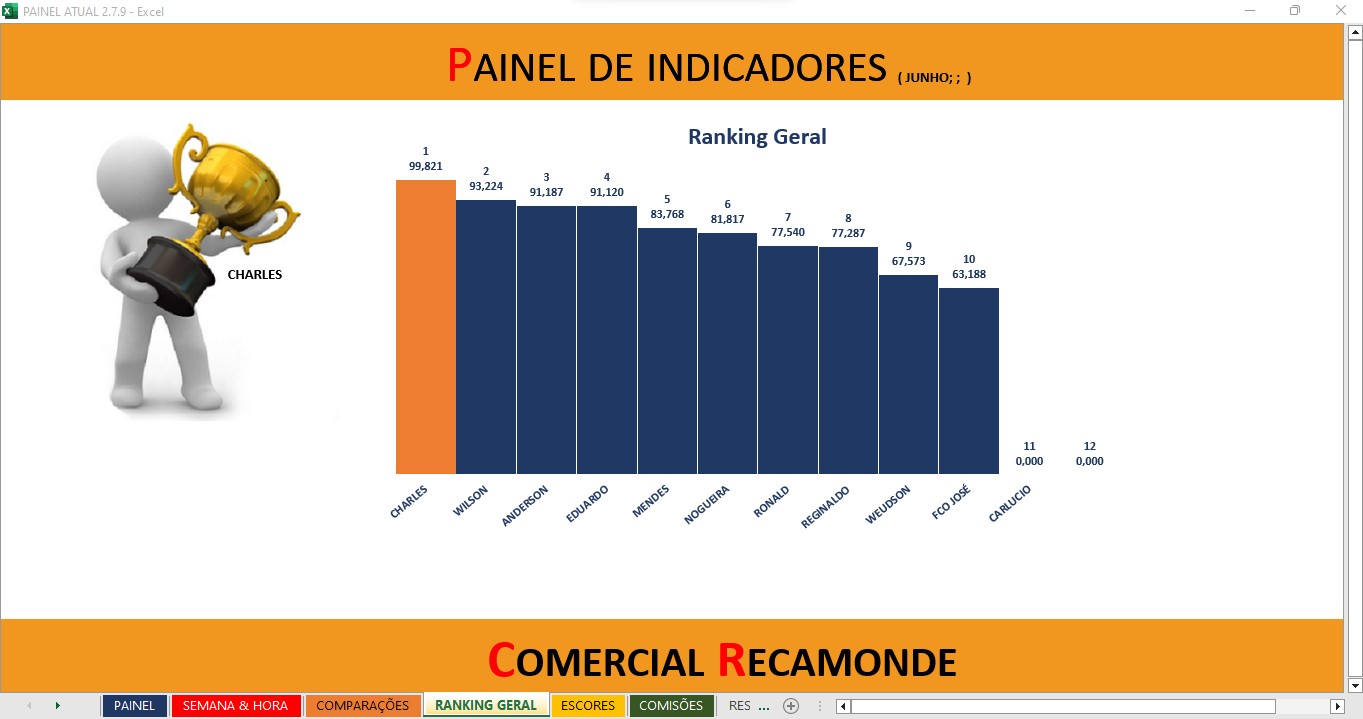 PAINEL ATUAL 2.7.9 - Excel
PAINEL DE INDICADORES ( JUNHO; ; )
Ranking Geral
1
99,821
2
93,224
3
91,187
4
91,120
5
83,768
6
81,817
7
77,540
8
77,287
9
67,573
10
63,188
11
0,000
12
0,000
CHARLES
CHARLES
WILSON
ANDERSON
EDUARDO
MENDES
NOGUEIRA
RONALD
REGINALDO
WEUDSON
FCO JOSÉ
CARLUCIO
COMERCIAL RECAMONDE
PAINEL
SEMANA & HORA
COMPARAÇÕES
RANKING GERAL
ESCORES
COMISÕES
RES ...